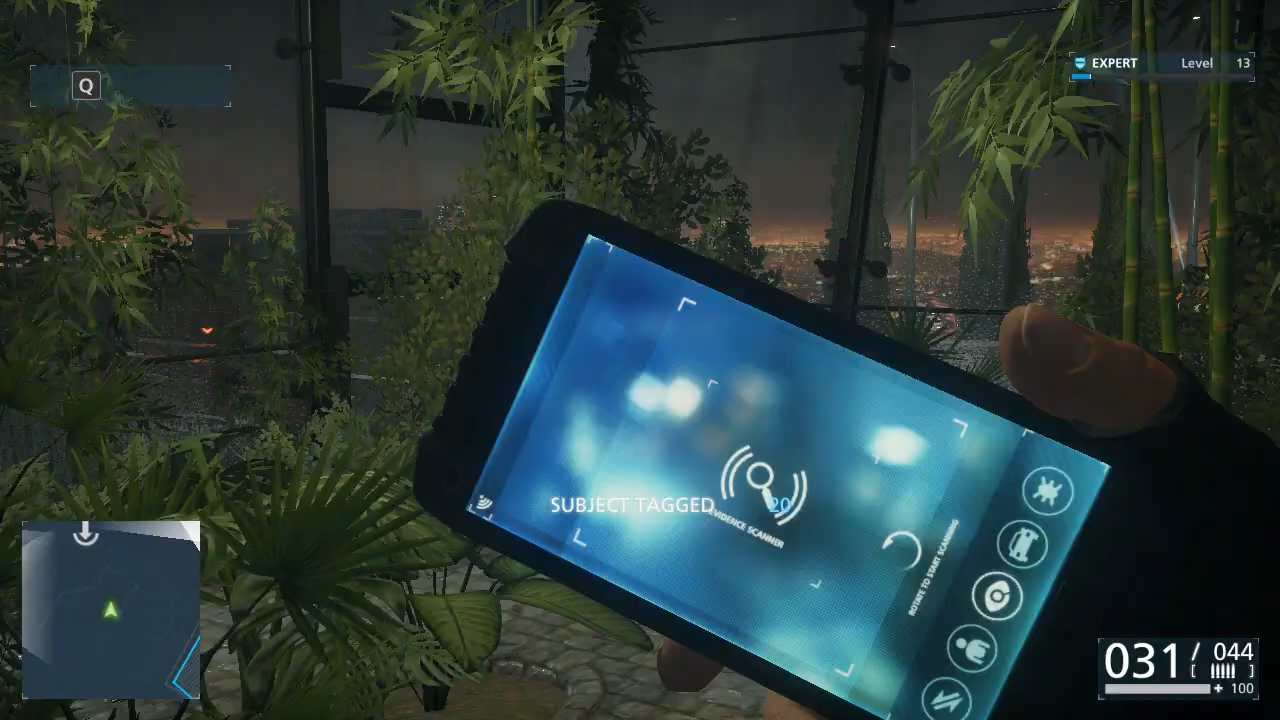 Q
EXPERT Level 13
SUBJECT TAGGED 20
EVIDENCE SCANNER
ROTATE TO START SCANNING
031 / 044
[ ]
+ 100